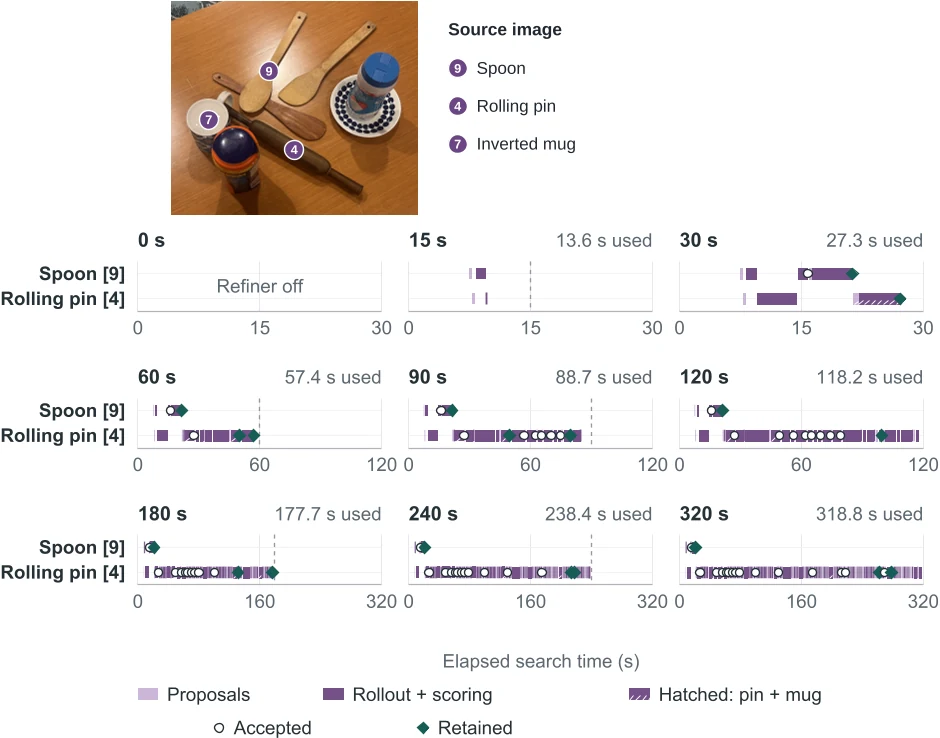 Source image
9 Spoon
4 Rolling pin
7 Inverted mug
9
7
4
0 s
15 s 13.6 s used
30 s 27.3 s used
Spoon [9]
Rolling pin [4]
Refiner off
0 15 30
0 15 30
0 15 30
60 s 57.4 s used
90 s 88.7 s used
120 s 118.2 s used
Spoon [9]
Rolling pin [4]
0 60 120
0 60 120
0 60 120
180 s 177.7 s used
240 s 238.4 s used
320 s 318.8 s used
Spoon [9]
Rolling pin [4]
0 160 320
0 160 320
0 160 320
Elapsed search time (s)
Proposals Rollout + scoring Hatched: pin + mug
Accepted Retained